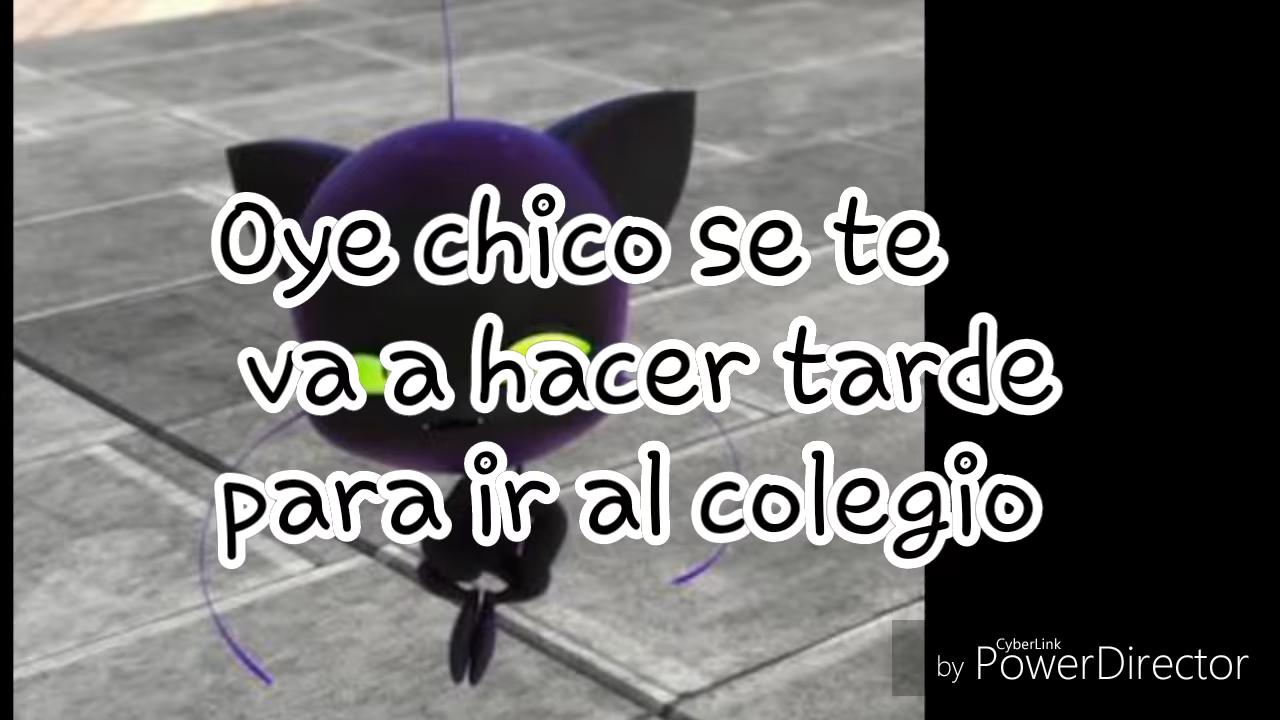 Oye chico se te
va a hacer tarde
para ir al colegio
CyberLink
by PowerDirector